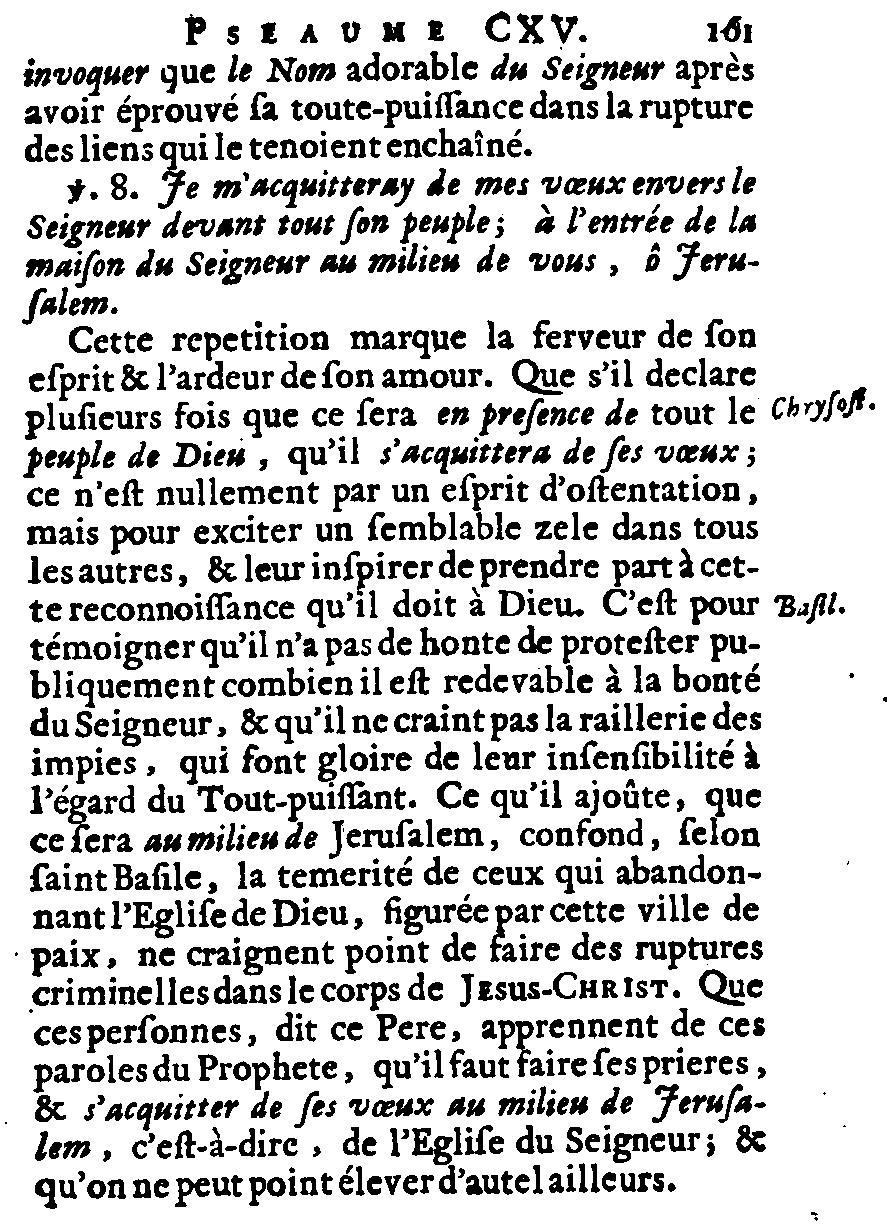 PSEAUME CXV. 161
invoquer que le Nom adorable du Seigneur après
avoir éprouvé ſa toute-puiſſance dans la rupture
des liens qui le tenoient enchaîné.
℣. 8. Je m'acquitteray de mes vœux envers le
Seigneur devant tout ſon peuple; à l'entrée de la
maiſon du Seigneur au milieu de vous, ô Jeru-
ſalem.
Cette repetition marque la ferveur de ſon
eſprit & l'ardeur de ſon amour. Que s'il declare
pluſieurs fois que ce ſera en preſence de tout le
Chryſoſt.
peuple de Dieu, qu'il s'acquittera de ſes vœux;
ce n'eſt nullement par un eſprit d'oſtentation,
mais pour exciter un ſemblable zele dans tous
les autres, & leur inſpirer de prendre part à cet-
te reconnoiſſance qu'il doit à Dieu. C'eſt pour
Baſil.
témoigner qu'il n'a pas de honte de proteſter pu-
bliquement combien il eſt redevable à la bonté
du Seigneur, & qu'il ne craint pas la raillerie des
impies, qui font gloire de leur inſenſibilité à
l'égard du Tout-puiſſant. Ce qu'il ajoûte, que
ce ſera au milieu de Jeruſalem, confond, ſelon
ſaint Baſile, la temerité de ceux qui abandon-
nant l'Egliſe de Dieu, figurée par cette ville de
paix, ne craignent point de faire des ruptures
criminelles dans le corps de JESUS-CHRIST. Que
ces perſonnes, dit ce Pere, apprennent de ces
paroles du Prophete, qu'il faut faire ſes prieres,
& s'acquitter de ſes vœux au milieu de Jeruſa-
lem, c'eſt-à-dire, de l'Egliſe du Seigneur; &
qu'on ne peut point élever d'autel ailleurs.